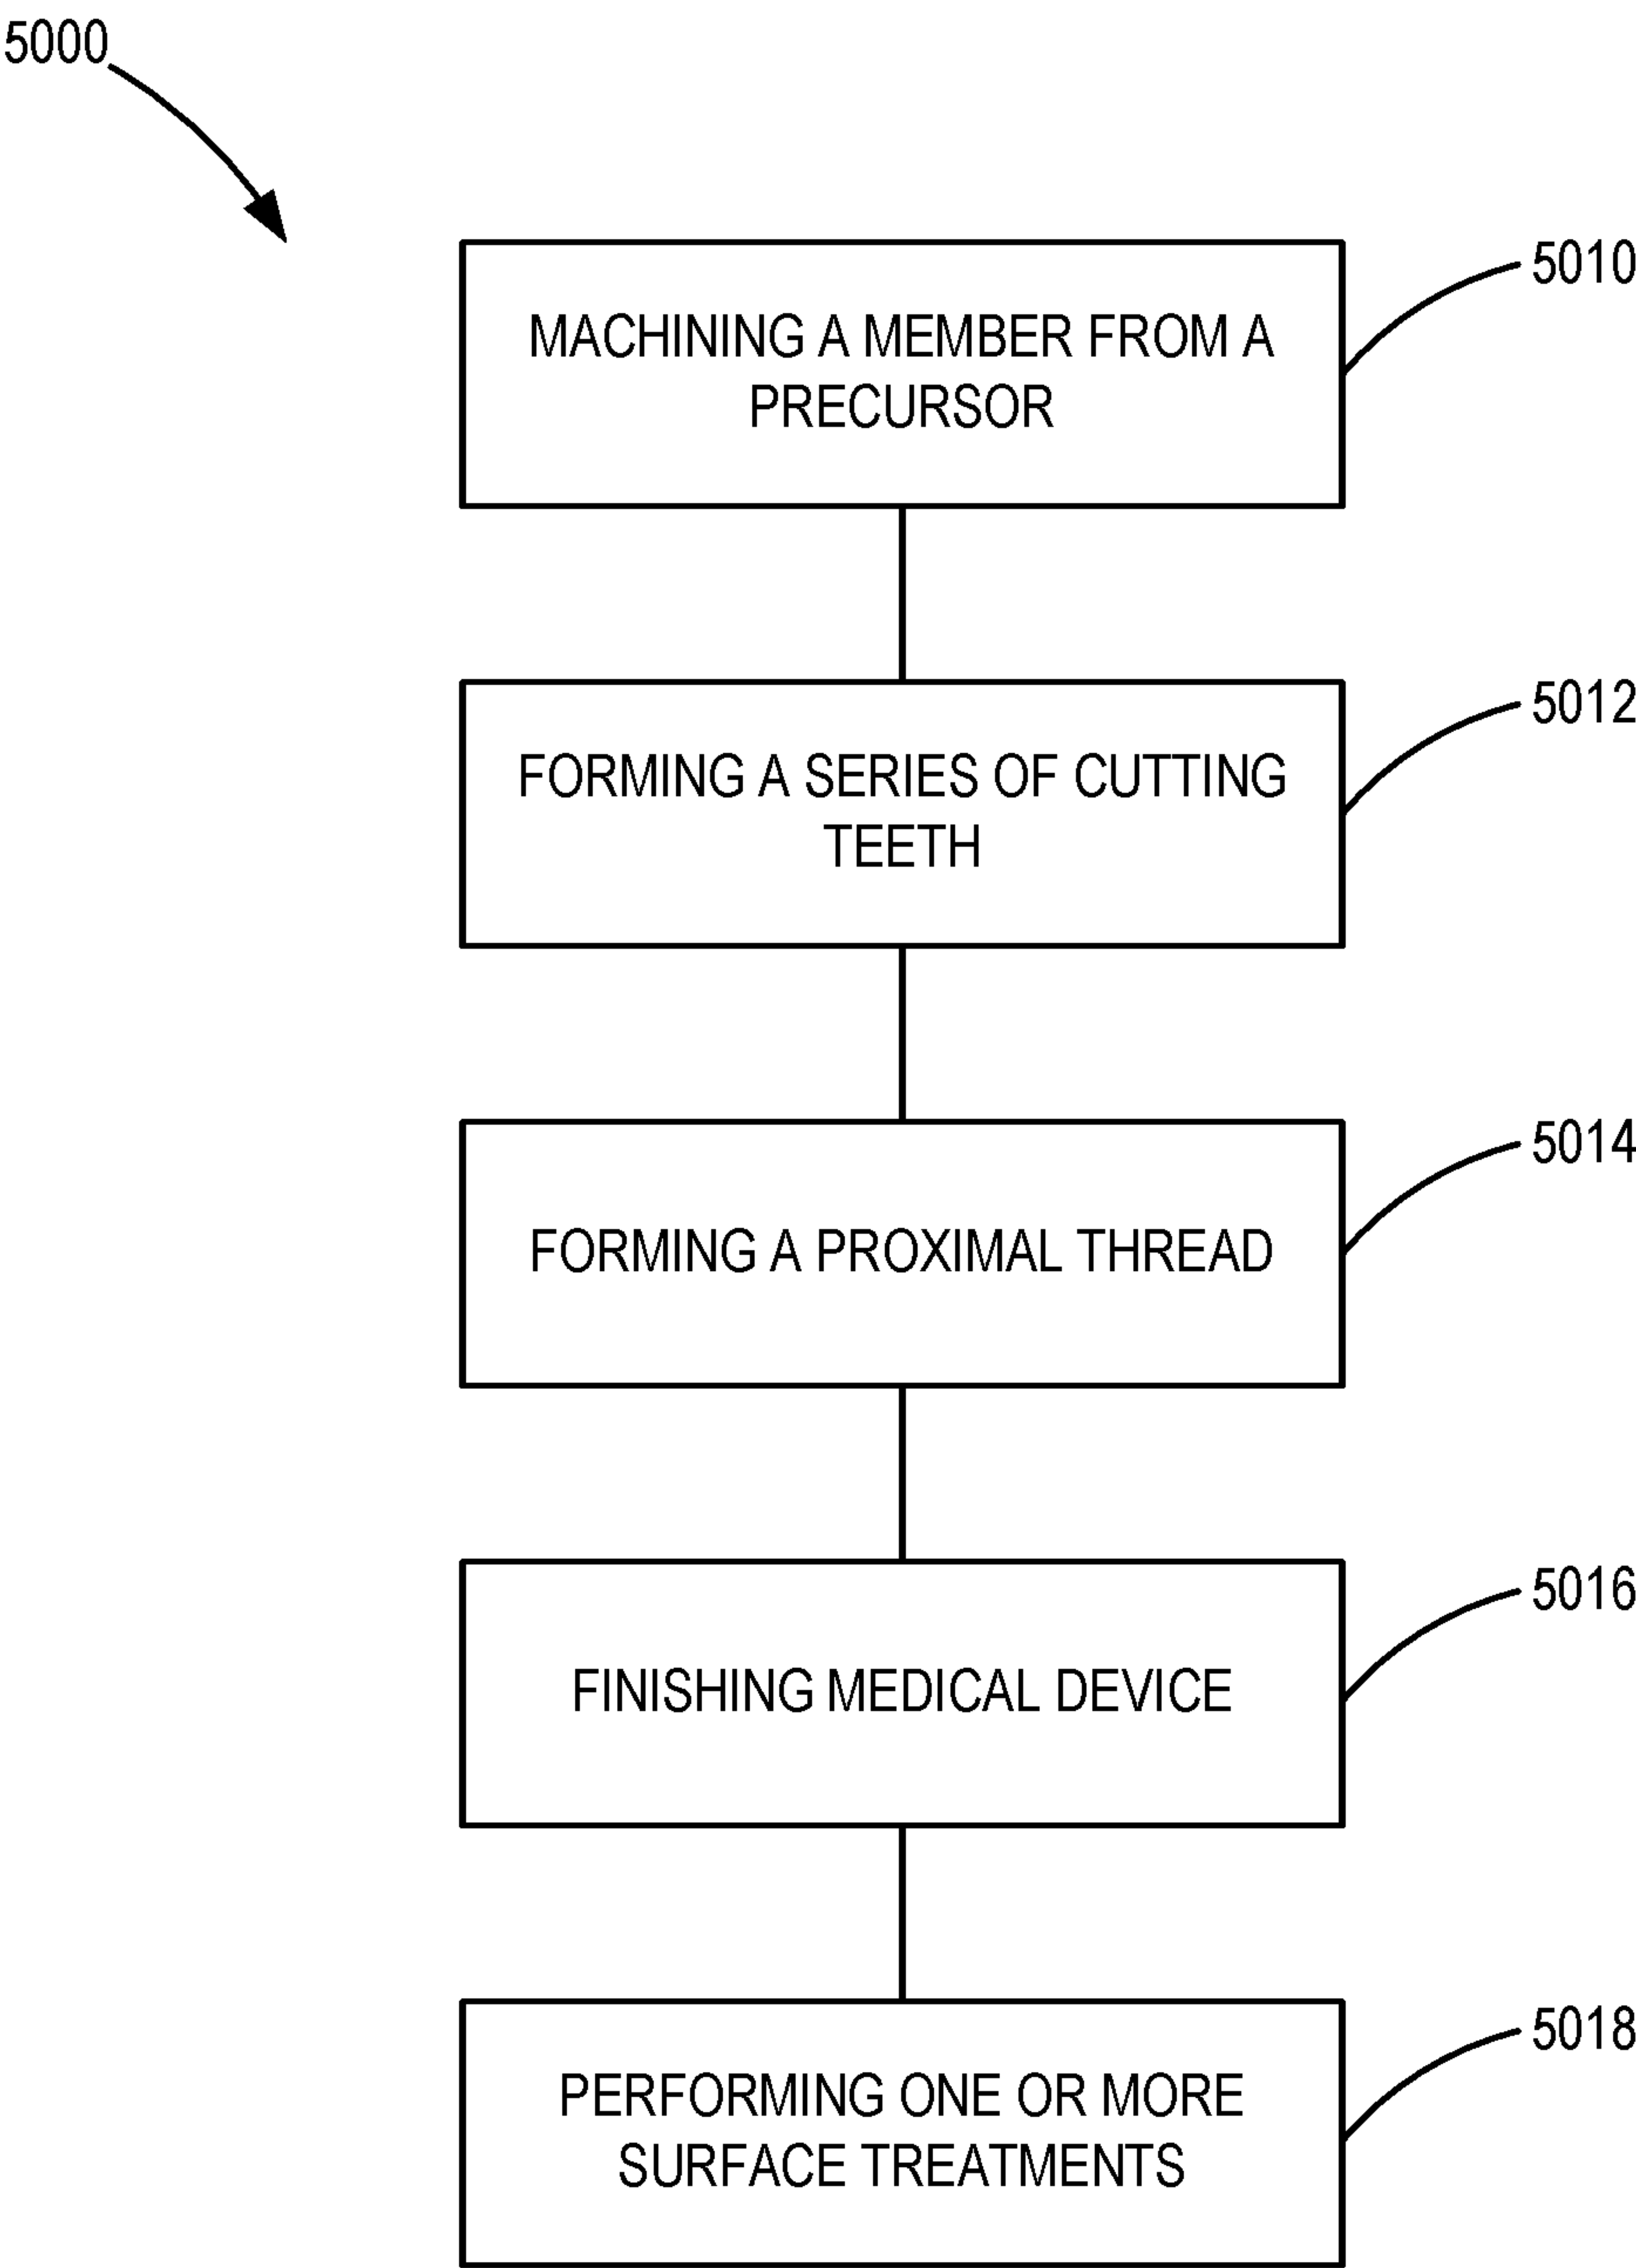 5000
5010
MACHINING A MEMBER FROM A
PRECURSOR
5012
FORMING A SERIES OF CUTTING
TEETH
5014
FORMING A PROXIMAL THREAD
5016
FINISHING MEDICAL DEVICE
5018
PERFORMING ONE OR MORE
SURFACE TREATMENTS